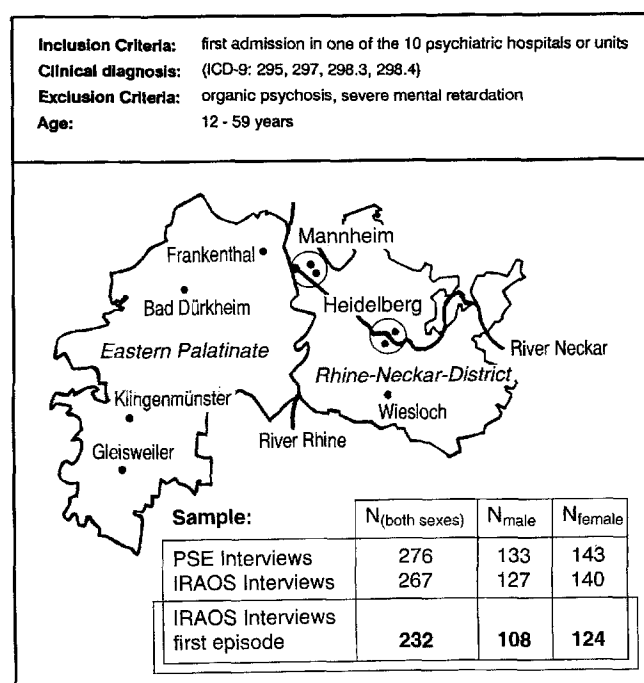 Inclusion Criteria: first admission in one of the 10 psychiatric hospitals or units
Clinical diagnosis: (ICD-9: 295, 297, 298.3, 298.4)
Exclusion Criteria: organic psychosis, severe mental retardation
Age: 12 - 59 years
Mannheim
Frankenthal
Bad Dürkheim
Heidelberg
River Neckar
Eastern Palatinate
Rhine-Neckar-District
Klingenmünster
Wiesloch
River Rhine
Gleisweiler
Sample: N(both sexes) Nmale Nfemale
PSE Interviews 276 133 143
IRAOS Interviews 267 127 140
IRAOS Interviews
first episode 232 108 124